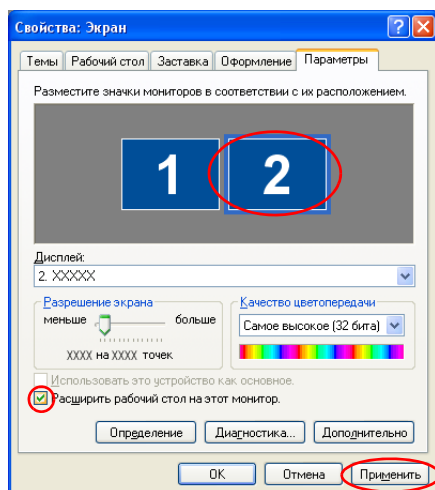 Свойства: Экран
Темы Рабочий стол Заставка Оформление Параметры
Разместите значки мониторов в соответствии с их расположением.
1 2
Дисплей:
2. XXXXX
Разрешение экрана Качество цветопередачи
меньше больше Самое высокое (32 бита)
XXXX на XXXX точек
Использовать это устройство как основное.
Расширить рабочий стол на этот монитор.
Определение Диагностика... Дополнительно
OK Отмена Применить